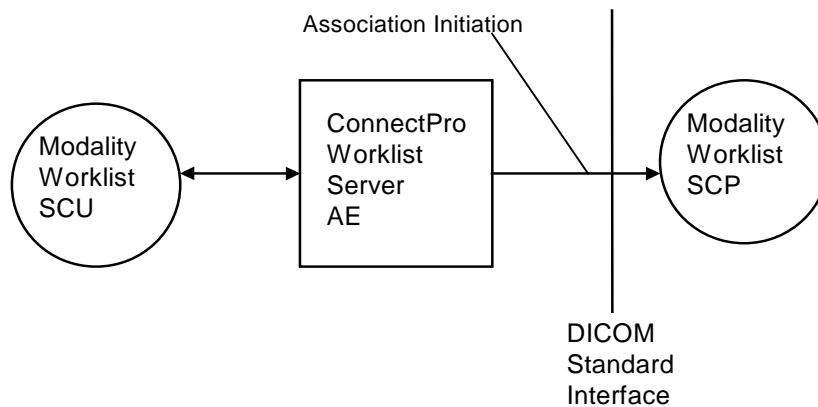 Association Initiation
Modality
Worklist
SCU
ConnectPro
Worklist
Server
AE
Modality
Worklist
SCP
DICOM
Standard
Interface